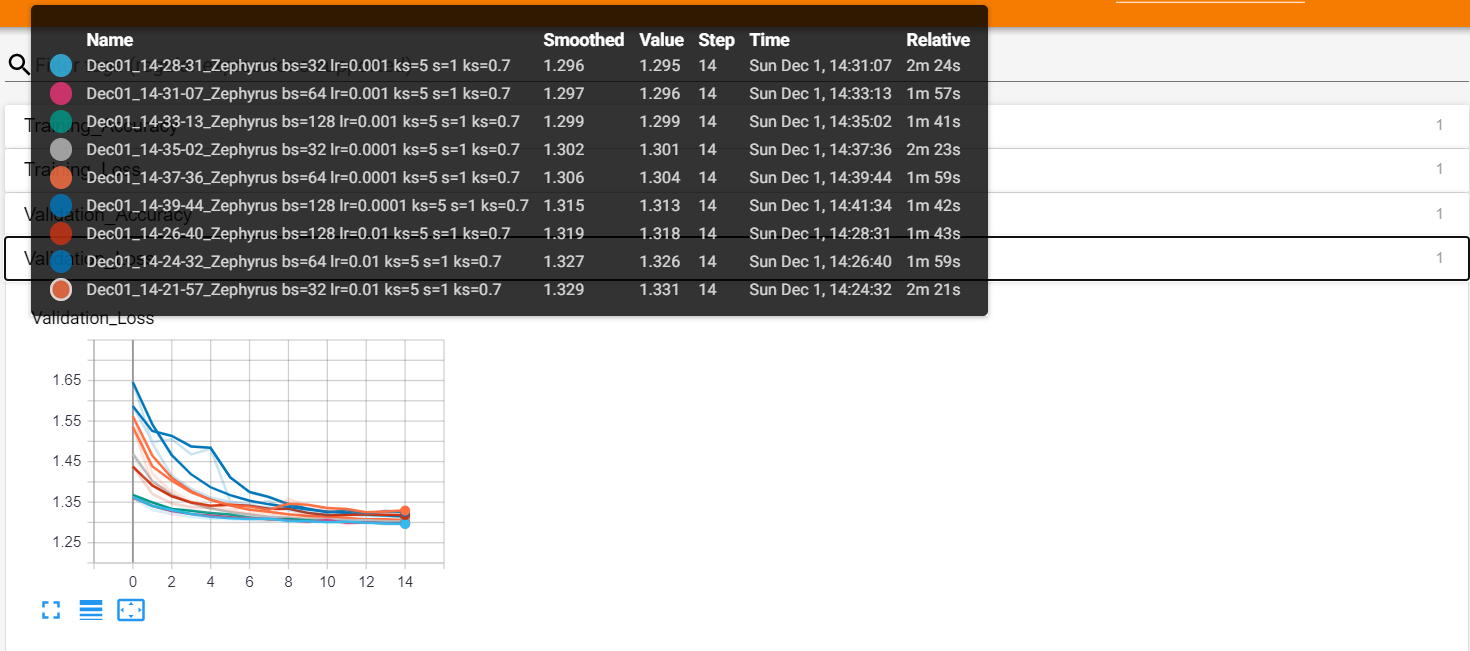 Name Smoothed Value Step Time Relative
Dec01_14-28-31_Zephyrus bs=32 lr=0.001 ks=5 s=1 ks=0.7 1.296 1.295 14 Sun Dec 1, 14:31:07 2m 24s
Dec01_14-31-07_Zephyrus bs=64 lr=0.001 ks=5 s=1 ks=0.7 1.297 1.296 14 Sun Dec 1, 14:33:13 1m 57s
Dec01_14-33-13_Zephyrus bs=128 lr=0.001 ks=5 s=1 ks=0.7 1.299 1.299 14 Sun Dec 1, 14:35:02 1m 41s
Training_Accuracy 1
Dec01_14-35-02_Zephyrus bs=32 lr=0.0001 ks=5 s=1 ks=0.7 1.302 1.301 14 Sun Dec 1, 14:37:36 2m 23s
Training_Loss 1
Dec01_14-37-36_Zephyrus bs=64 lr=0.0001 ks=5 s=1 ks=0.7 1.306 1.304 14 Sun Dec 1, 14:39:44 1m 59s
Dec01_14-39-44_Zephyrus bs=128 lr=0.0001 ks=5 s=1 ks=0.7 1.315 1.313 14 Sun Dec 1, 14:41:34 1m 42s
Validation_Accuracy 1
Dec01_14-26-40_Zephyrus bs=128 lr=0.01 ks=5 s=1 ks=0.7 1.319 1.318 14 Sun Dec 1, 14:28:31 1m 43s
Validation_Loss 1
Dec01_14-24-32_Zephyrus bs=64 lr=0.01 ks=5 s=1 ks=0.7 1.327 1.326 14 Sun Dec 1, 14:26:40 1m 59s
Dec01_14-21-57_Zephyrus bs=32 lr=0.01 ks=5 s=1 ks=0.7 1.329 1.331 14 Sun Dec 1, 14:24:32 2m 21s
Validation_Loss
1.65
1.55
1.45
1.35
1.25
0 2 4 6 8 10 12 14